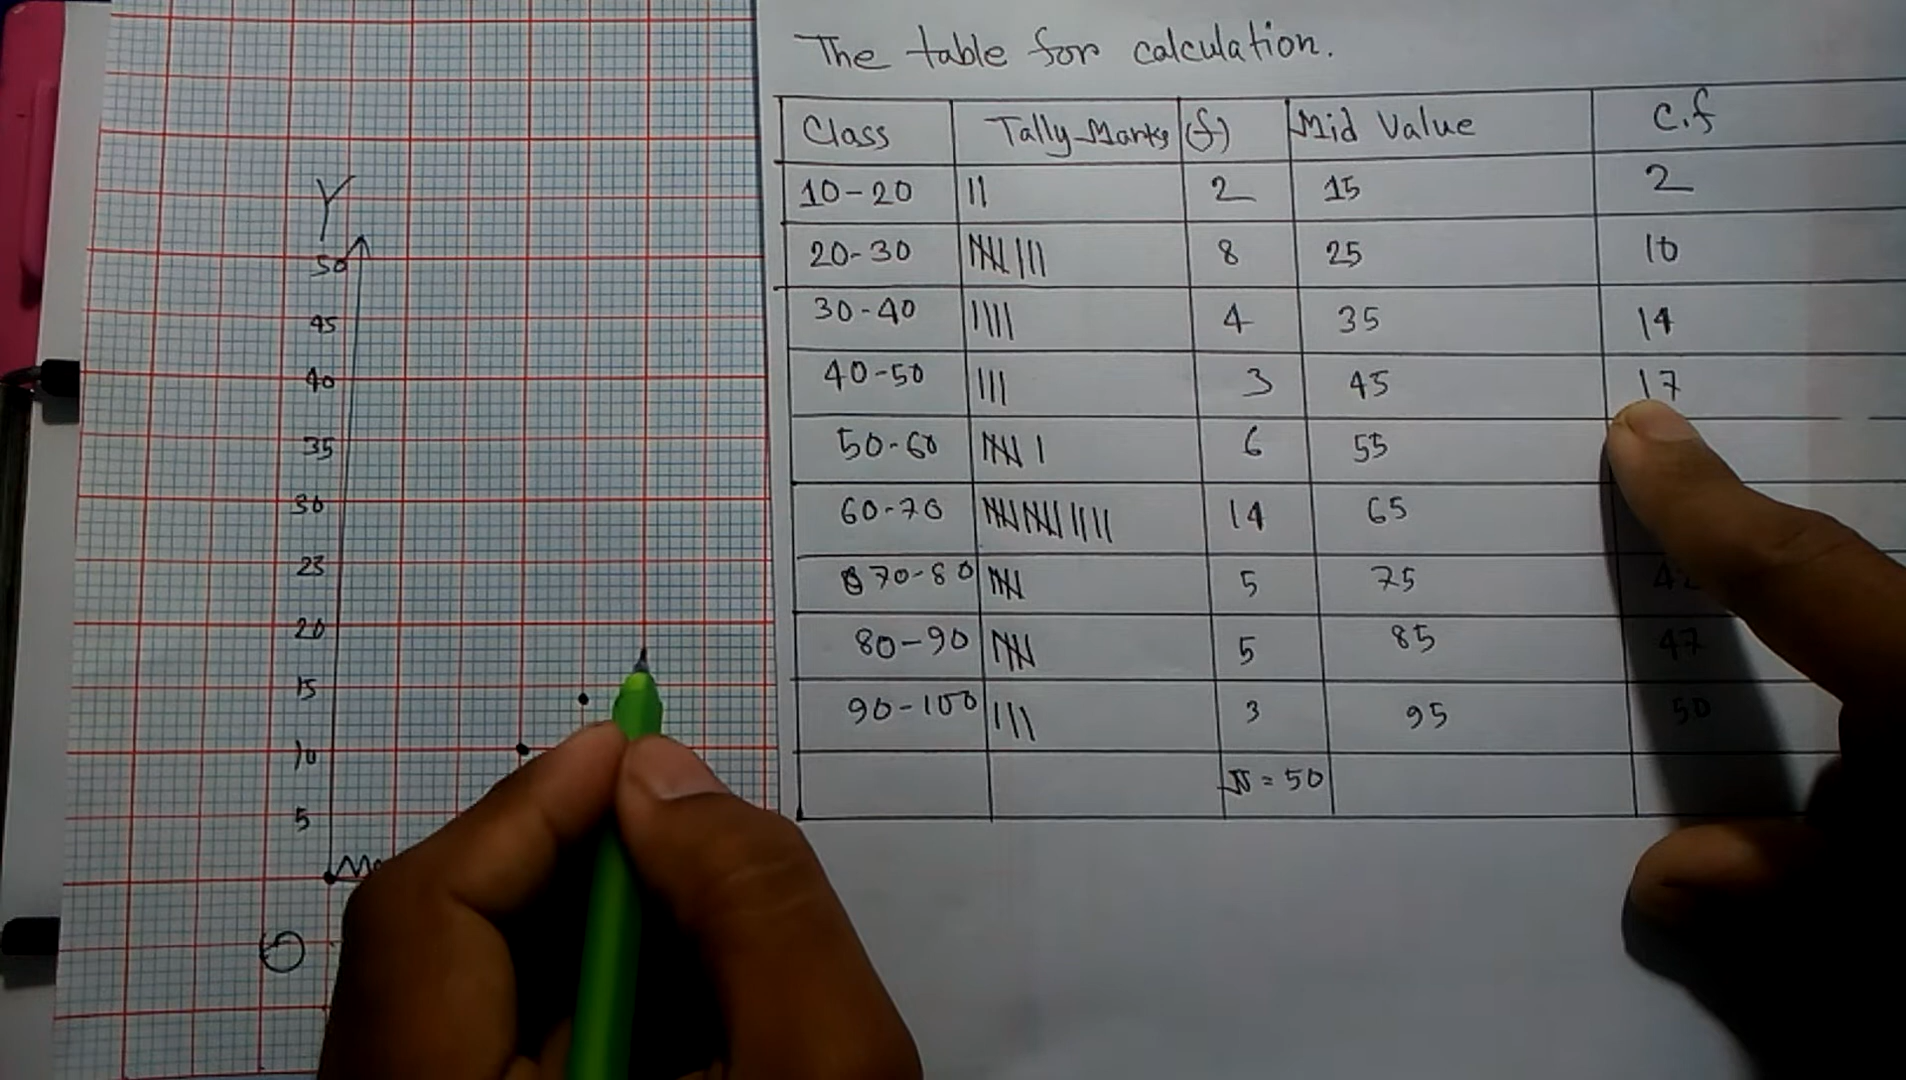 The table for calculation.
Class Tally Marks (f) Mid Value c.f
10-20 || 2 15 2
20-30 |||| ||| 8 25 10
30-40 |||| 4 35 14
40-50 ||| 3 45 17
50-60 |||| | 6 55
60-70 |||| |||| |||| 14 65
70-80 |||| 5 75 42
80-90 |||| 5 85 47
90-100 ||| 3 95 50
N = 50
Y
50
45
40
35
30
25
20
15
10
5
O